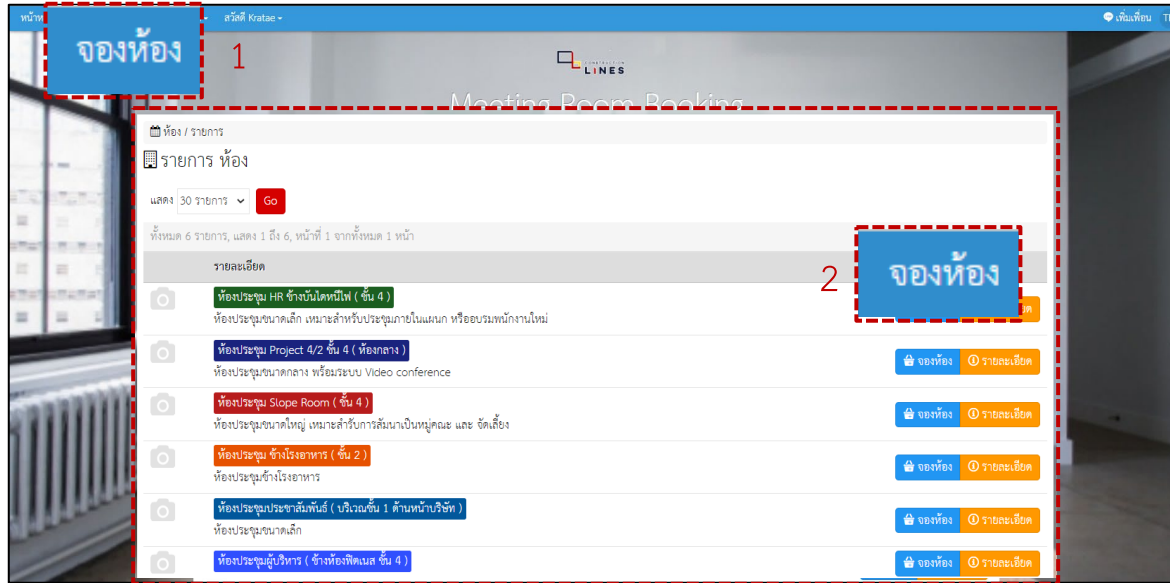 หน้าห
สวัสดี Kratae
เพิ่มเพื่อน
จองห้อง
1
LINES
Meeting Room Booking
ห้อง / รายการ
รายการ ห้อง
แสดง 30 รายการ Go
ทั้งหมด 6 รายการ, แสดง 1 ถึง 6, หน้าที่ 1 จากทั้งหมด 1 หน้า
รายละเอียด
2
จองห้อง
ห้องประชุม HR ข้างบันไดหนีไฟ ( ชั้น 4 )
ห้องประชุมขนาดเล็ก เหมาะสำหรับประชุมภายในแผนก หรืออบรมพนักงานใหม่
ห้องประชุม Project 4/2 ชั้น 4 ( ห้องกลาง )
ห้องประชุมขนาดกลาง พร้อมระบบ Video conference
จองห้อง รายละเอียด
ห้องประชุม Slope Room ( ชั้น 4 )
ห้องประชุมขนาดใหญ่ เหมาะสำรับการสัมนาเป็นหมู่คณะ และ จัดเลี้ยง
จองห้อง รายละเอียด
ห้องประชุม ข้างโรงอาหาร ( ชั้น 2 )
ห้องประชุมข้างโรงอาหาร
จองห้อง รายละเอียด
ห้องประชุมประชาสัมพันธ์ ( บริเวณชั้น 1 ด้านหน้าบริษัท )
ห้องประชุมขนาดเล็ก
จองห้อง รายละเอียด
ห้องประชุมผู้บริหาร ( ข้างห้องฟิตเนส ชั้น 4 )
จองห้อง รายละเอียด